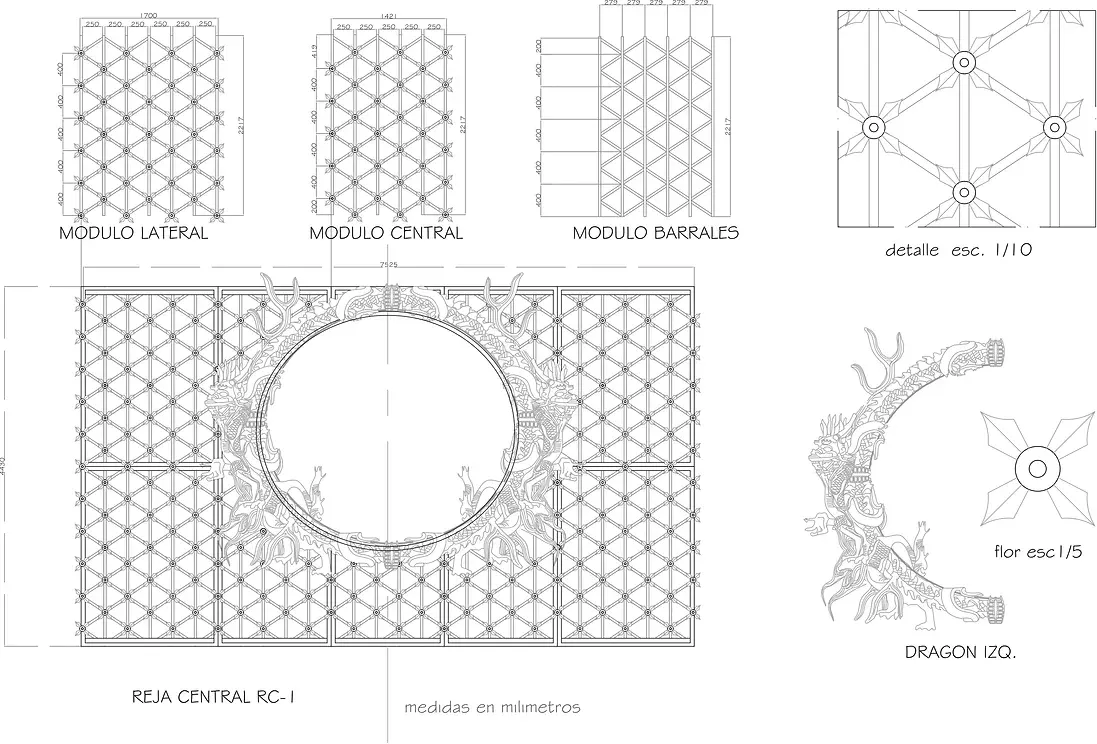 1700
250 250 250 250 250 250
400
400
400
400
400
2217
MODULO LATERAL
1421
250 250 250 250 250
419
400
400
400
400
200
2217
MODULO CENTRAL
279 279 279 279 279
200
400
400
400
400
400
2217
MODULO BARRALES
detalle esc. 1/10
7525
REJA CENTRAL RC-1
medidas en milimetros
flor esc1/5
DRAGON IZQ.